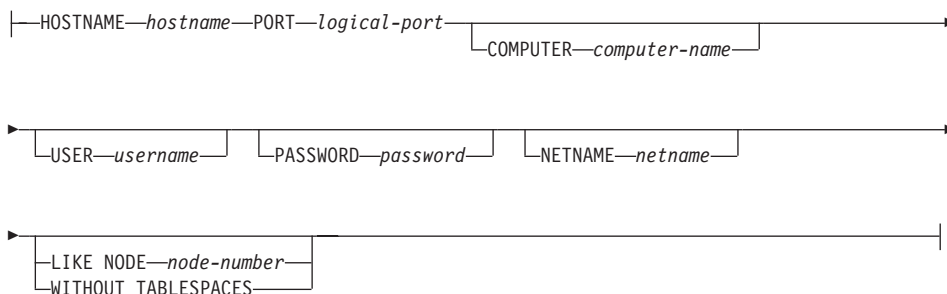 HOSTNAME hostname PORT logical-port
COMPUTER computer-name
USER username PASSWORD password NETNAME netname
LIKE NODE node-number
WITHOUT TABLESPACES